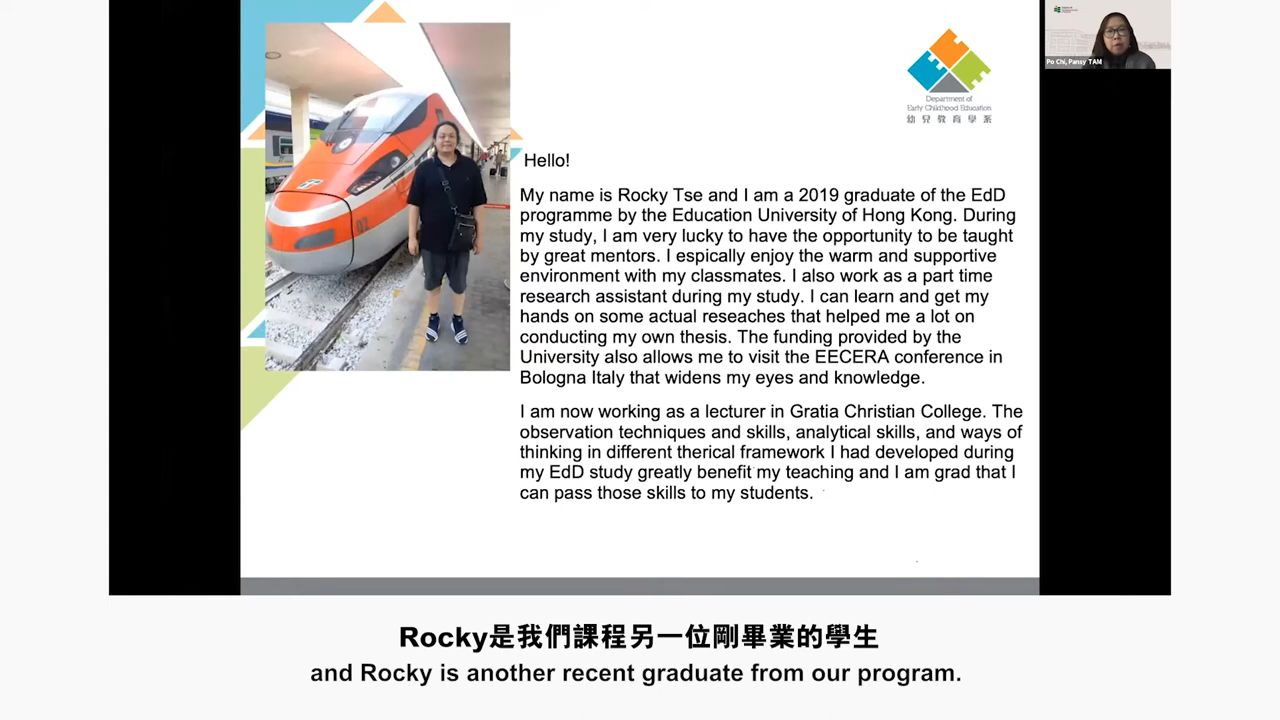 Po Chi, Pansy TAM
Department of
Early Childhood Education
幼兒教育學系
Hello!
My name is Rocky Tse and I am a 2019 graduate of the EdD
programme by the Education University of Hong Kong. During
my study, I am very lucky to have the opportunity to be taught
by great mentors. I espically enjoy the warm and supportive
environment with my classmates. I also work as a part time
research assistant during my study. I can learn and get my
hands on some actual reseaches that helped me a lot on
conducting my own thesis. The funding provided by the
University also allows me to visit the EECERA conference in
Bologna Italy that widens my eyes and knowledge.
I am now working as a lecturer in Gratia Christian College. The
observation techniques and skills, analytical skills, and ways of
thinking in different therical framework I had developed during
my EdD study greatly benefit my teaching and I am grad that I
can pass those skills to my students.
Rocky是我們課程另一位剛畢業的學生
and Rocky is another recent graduate from our program.